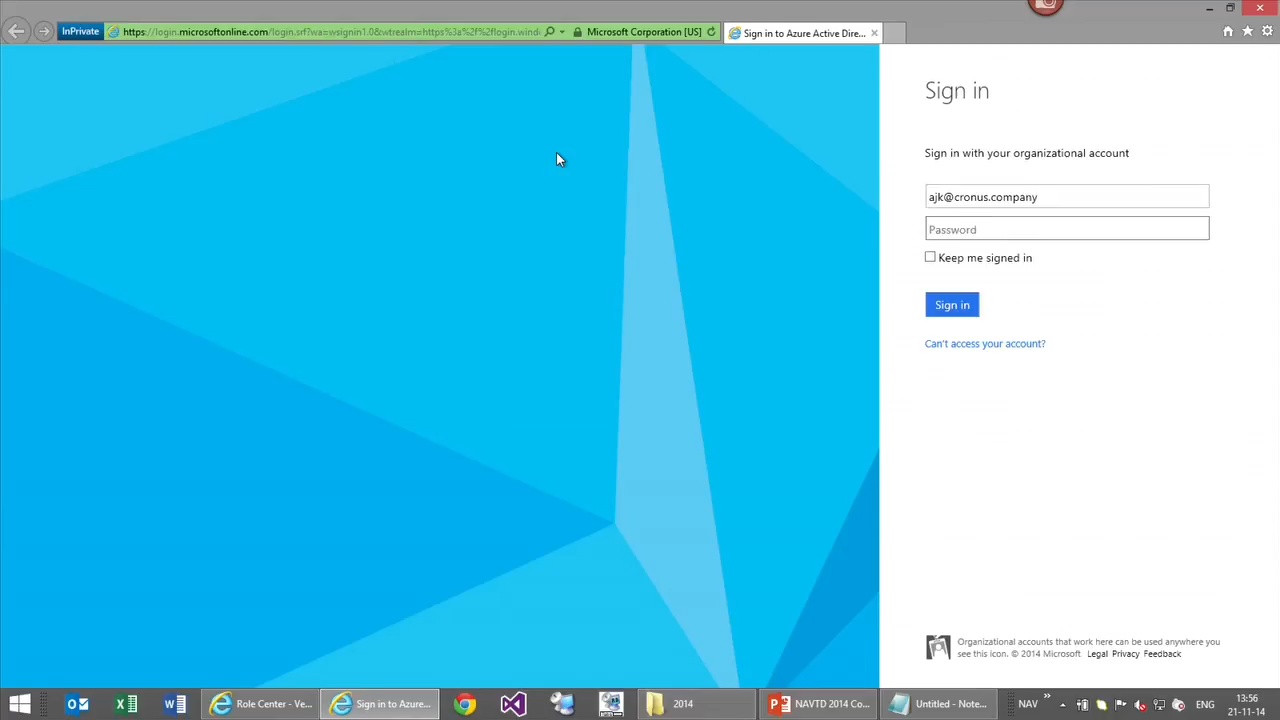 InPrivate
https://login.microsoftonline.com/login.srf?wa=wsignin1.0&wtrealm=https%3a%2f%2flogin.wind
Microsoft Corporation [US]
Sign in to Azure Active Dire...
Sign in
Sign in with your organizational account
ajk@cronus.company
Password
Keep me signed in
Sign in
Can't access your account?
Organizational accounts that work here can be used anywhere you
see this icon. © 2014 Microsoft Legal Privacy Feedback
Role Center - Ve...
Sign in to Azure...
2014
NAVTD 2014 Co...
Untitled - Note...
NAV
ENG
13:56
21-11-14